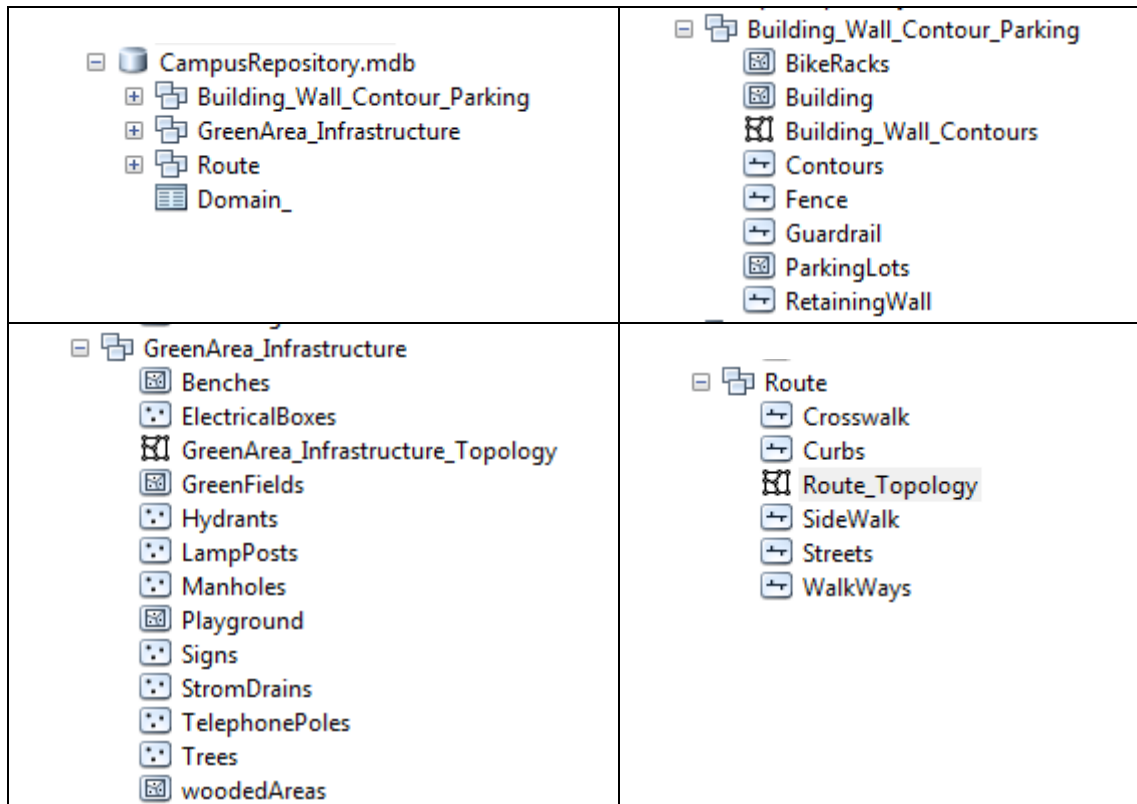 CampusRepository.mdb
Building_Wall_Contour_Parking
GreenArea_Infrastructure
Route
Domain_
Building_Wall_Contour_Parking
BikeRacks
Building
Building_Wall_Contours
Contours
Fence
Guardrail
ParkingLots
RetainingWall
GreenArea_Infrastructure
Benches
ElectricalBoxes
GreenArea_Infrastructure_Topology
GreenFields
Hydrants
LampPosts
Manholes
Playground
Signs
StromDrains
TelephonePoles
Trees
woodedAreas
Route
Crosswalk
Curbs
Route_Topology
SideWalk
Streets
WalkWays